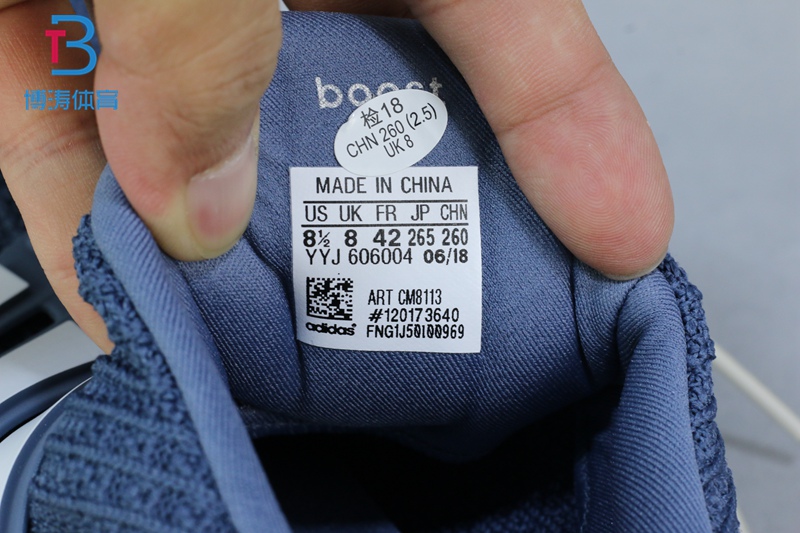 TB
博涛体育
boost
检18
CHN 260 (2.5)
UK 8
MADE IN CHINA
US UK FR JP CHN
8½ 8 42 265 260
YYJ 606004 06/18
ART CM8113
#120173640
adidas
FNG1J50100969